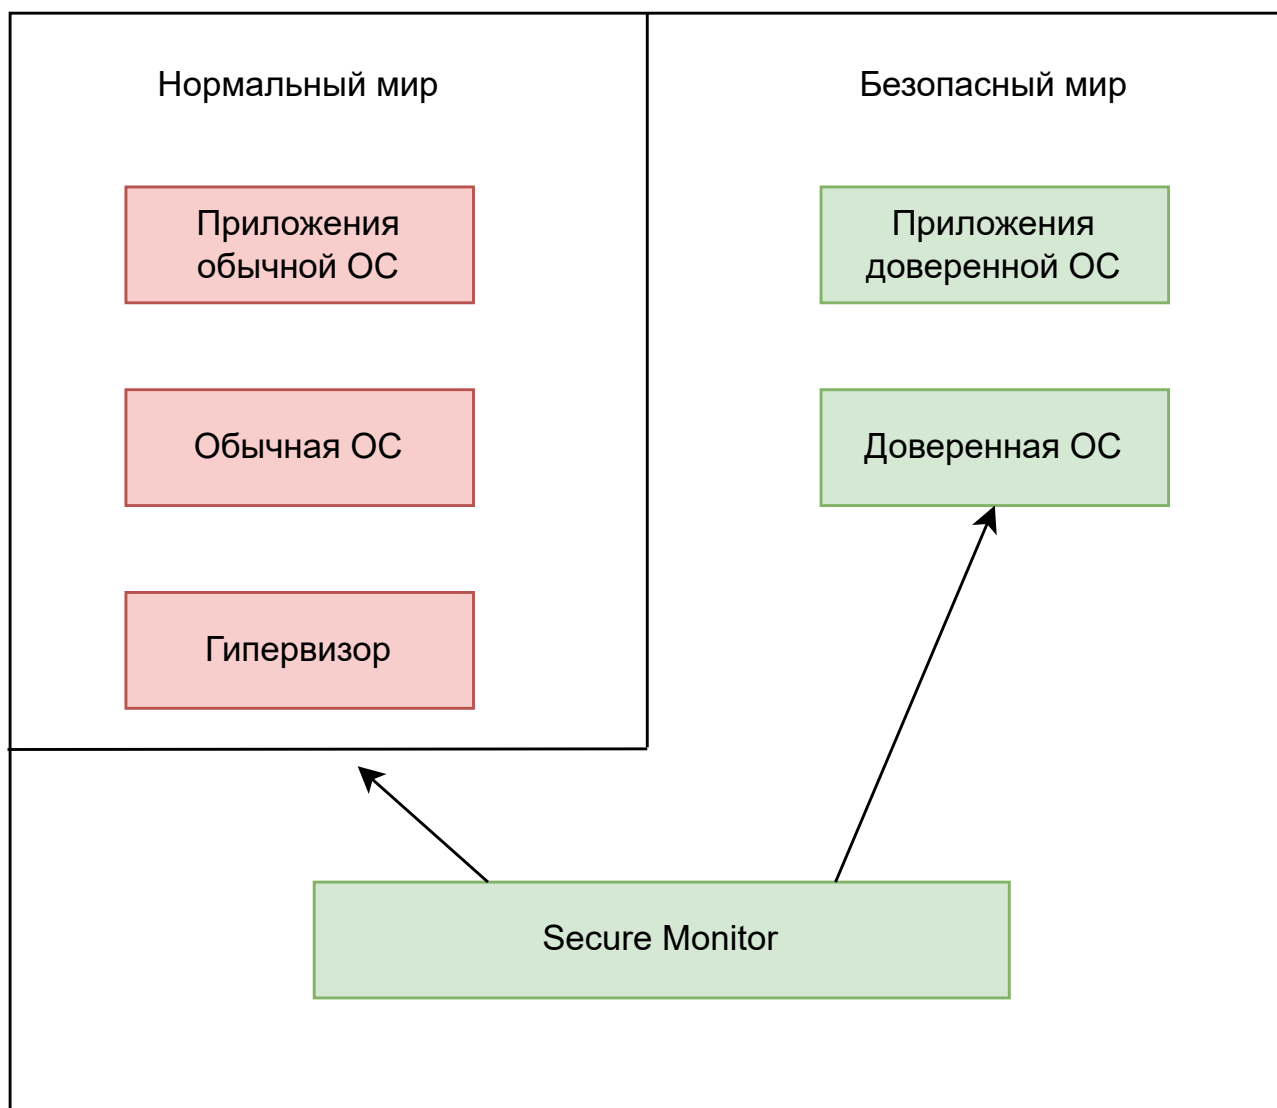 Нормальный мир
Безопасный мир
Приложения
обычной ОС
Приложения
доверенной ОС
Обычная ОС
Доверенная ОС
Гипервизор
Secure Monitor